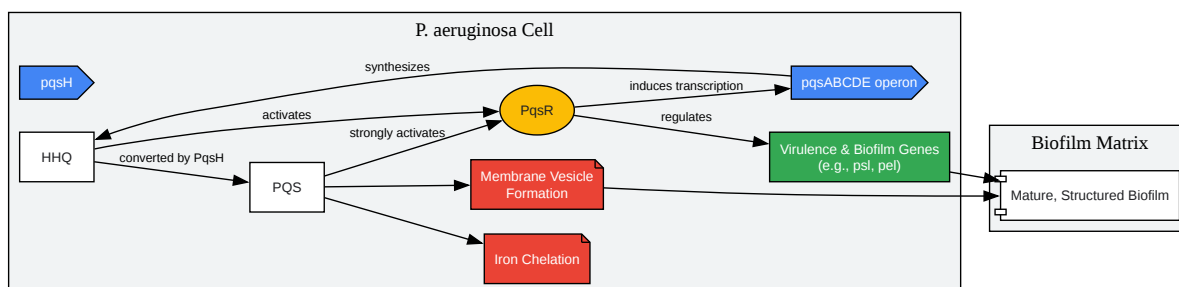 P. aeruginosa Cell
pqsH
synthesizes
pqsABCDE operon
induces transcription
PqsR
activates
strongly activates
regulates
HHQ
converted by PqsH
PQS
Virulence & Biofilm Genes
(e.g., psl, pel)
Membrane Vesicle
Formation
Iron Chelation
Biofilm Matrix
Mature, Structured Biofilm